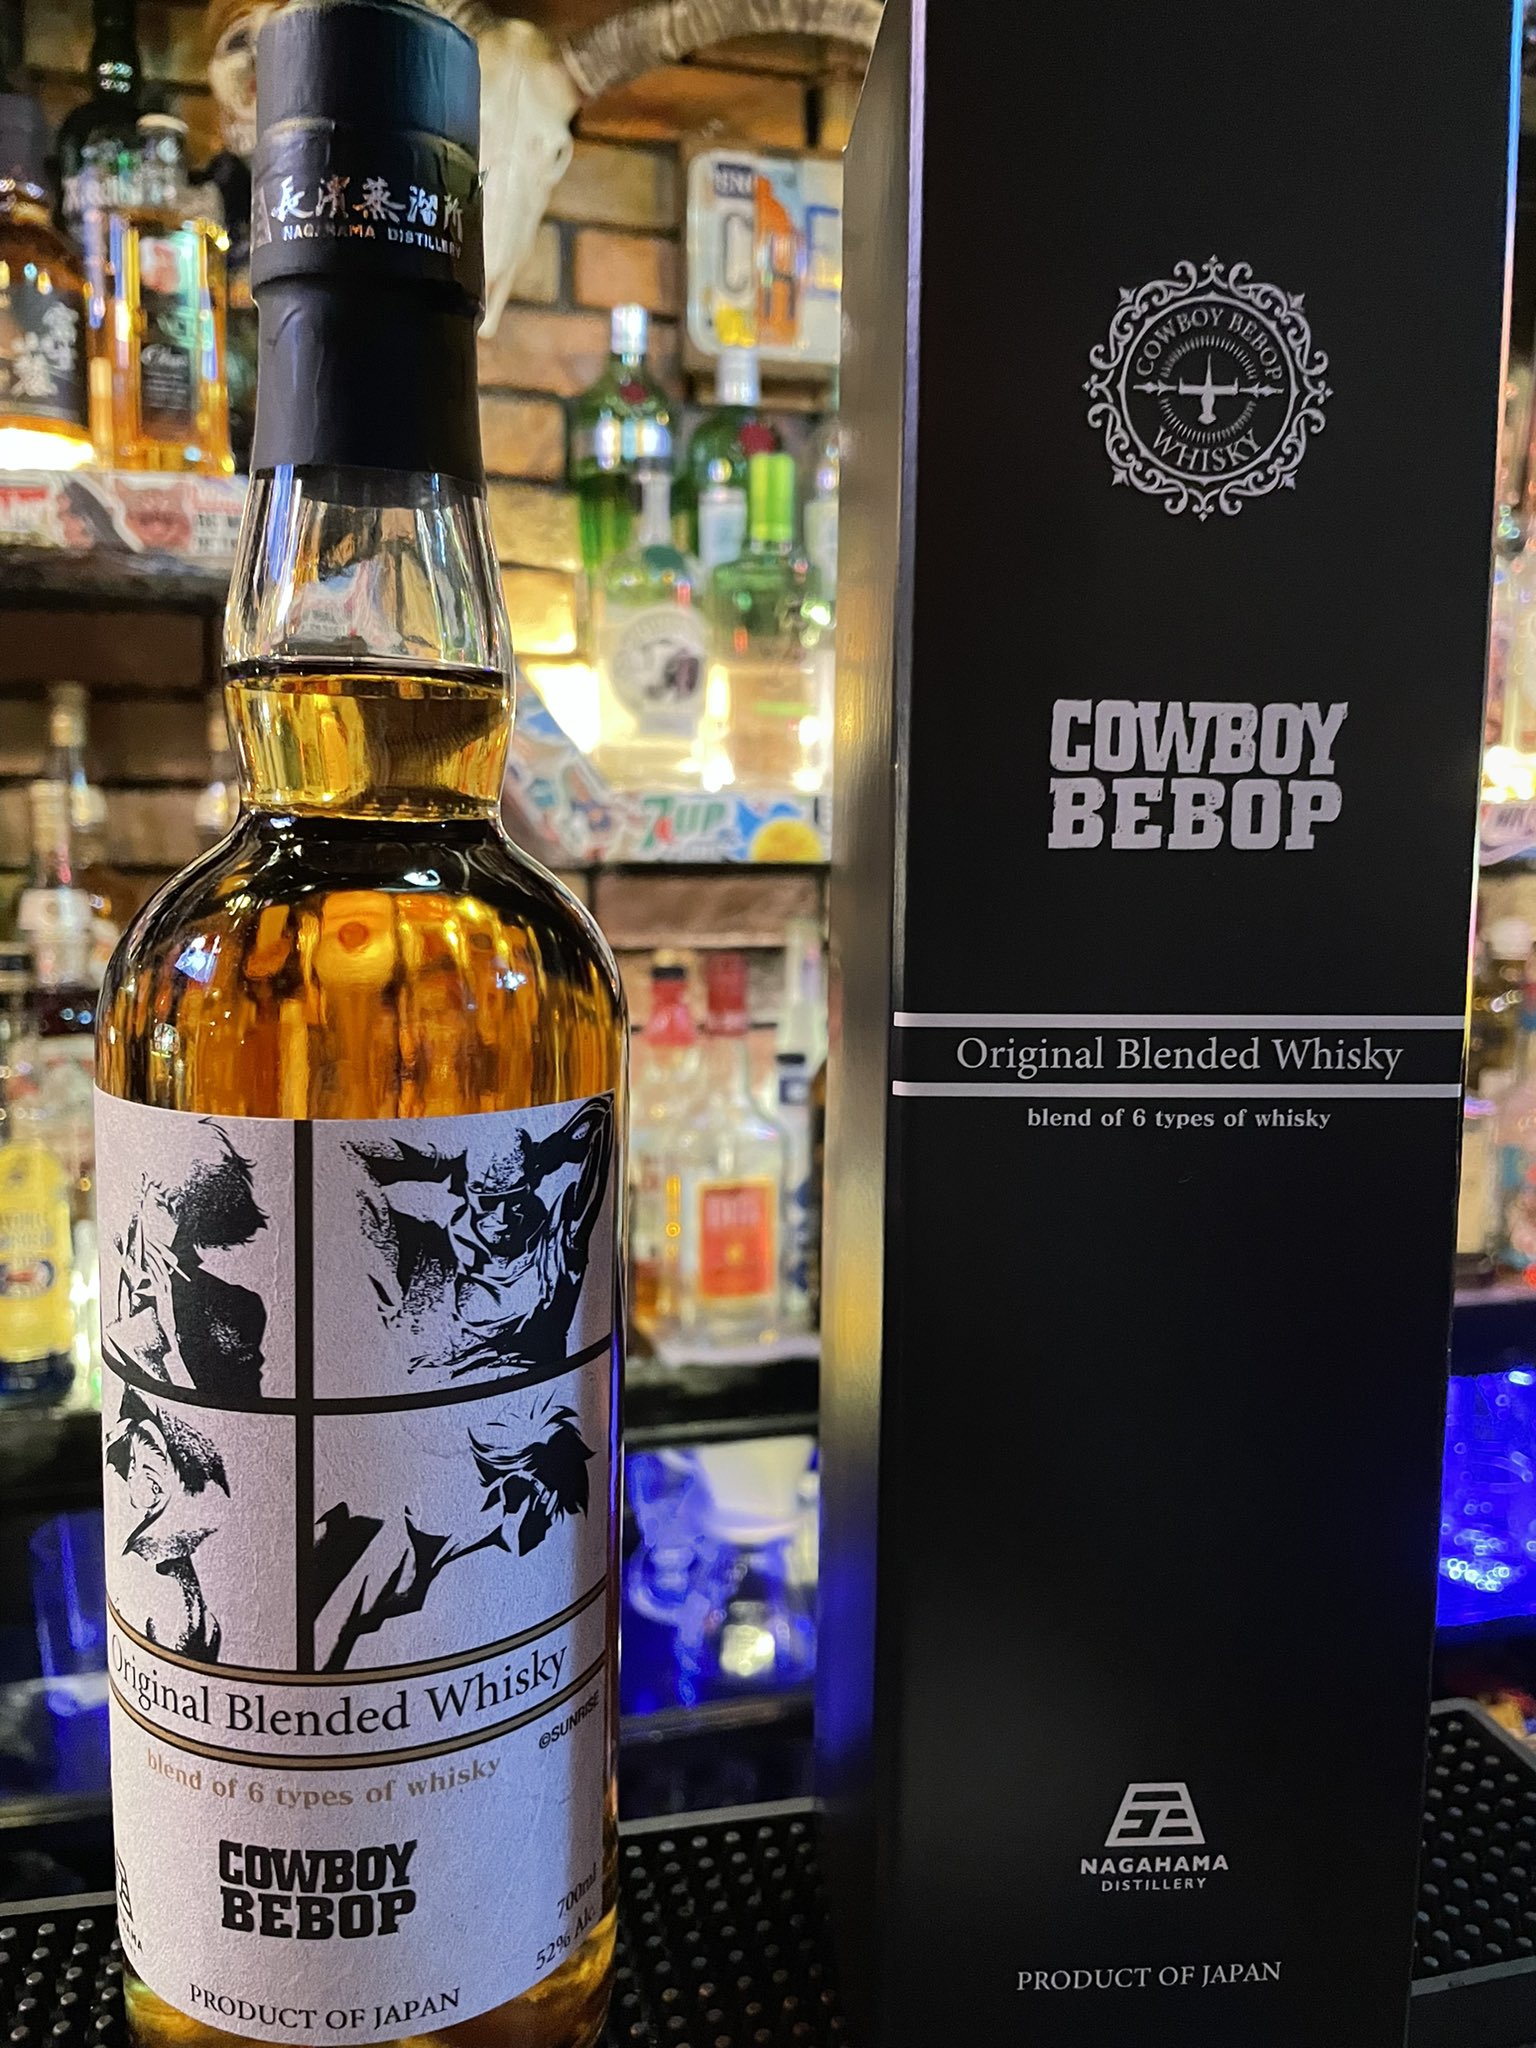 長濱蒸溜所
NAGAHAMA DISTILLERY
Original Blended Whisky
©SUNRISE
blend of 6 types of whisky
COWBOY
BEBOP
700ml
52% Alc.
PRODUCT OF JAPAN
COWBOY BEBOP
WHISKY
COWBOY
BEBOP
Original Blended Whisky
blend of 6 types of whisky
NAGAHAMA
DISTILLERY
PRODUCT OF JAPAN
7UP